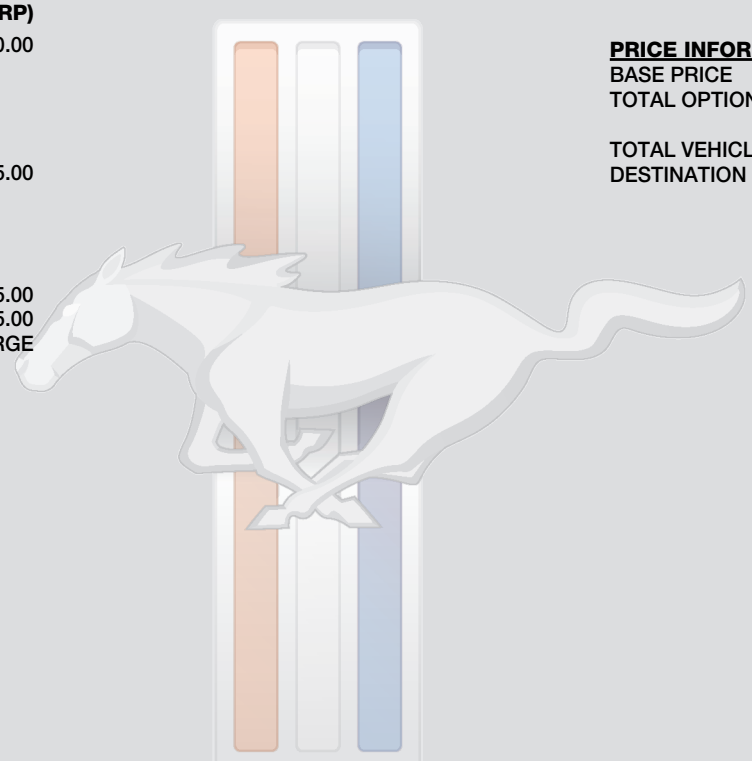 RP)
0.00
5.00
5.00
5.00
RGE
PRICE INFOR
BASE PRICE
TOTAL OPTION
TOTAL VEHICL
DESTINATION